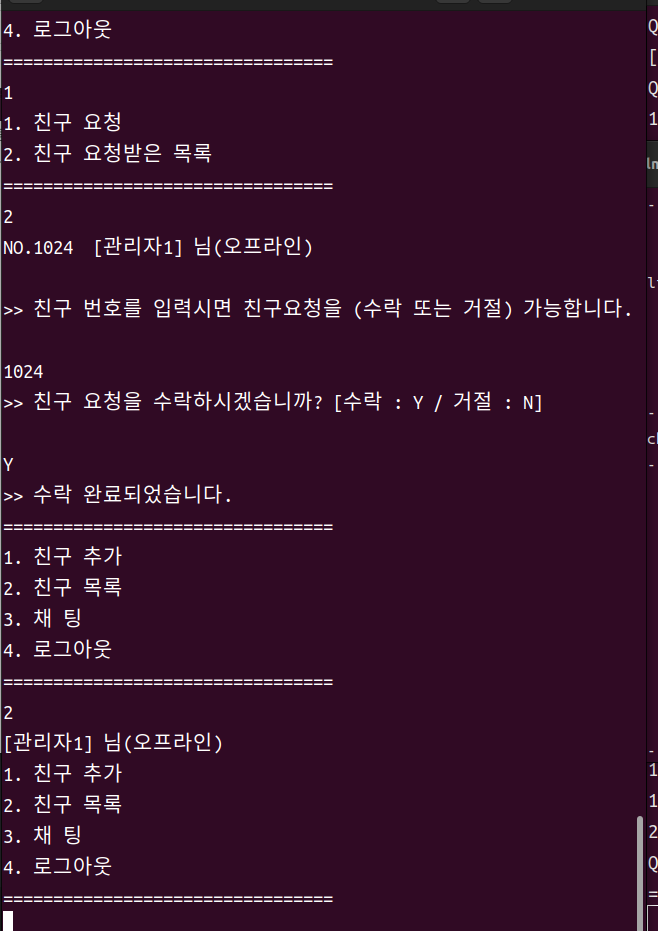 4. 로그아웃
=================================
1
1. 친구 요청
2. 친구 요청받은 목록
=================================
2
NO.1024  [관리자1] 님(오프라인)
>> 친구 번호를 입력시면 친구요청을 (수락 또는 거절) 가능합니다.
1024
>> 친구 요청을 수락하시겠습니까? [수락 : Y / 거절 : N]
Y
>> 수락 완료되었습니다.
=================================
1. 친구 추가
2. 친구 목록
3. 채 팅
4. 로그아웃
=================================
2
[관리자1] 님(오프라인)
1. 친구 추가
2. 친구 목록
3. 채 팅
4. 로그아웃
=================================